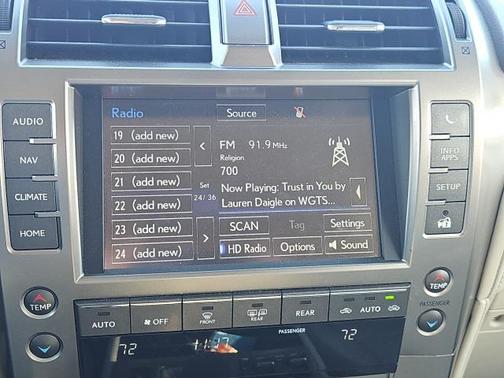 Radio Source
AUDIO
NAV
CLIMATE
HOME
19 (add new)
20 (add new)
21 (add new)
22 (add new)
23 (add new)
24 (add new)
Set
24/36
FM 91.9 MHz
Religion
700
Now Playing: Trust in You by
Lauren Daigle on WGTS...
SCAN Tag Settings
HD Radio Options Sound
INFO
APPS
SETUP
TEMP
PASSENGER
TEMP
AUTO OFF FRONT REAR REAR AUTO
PASSENGER
72 72